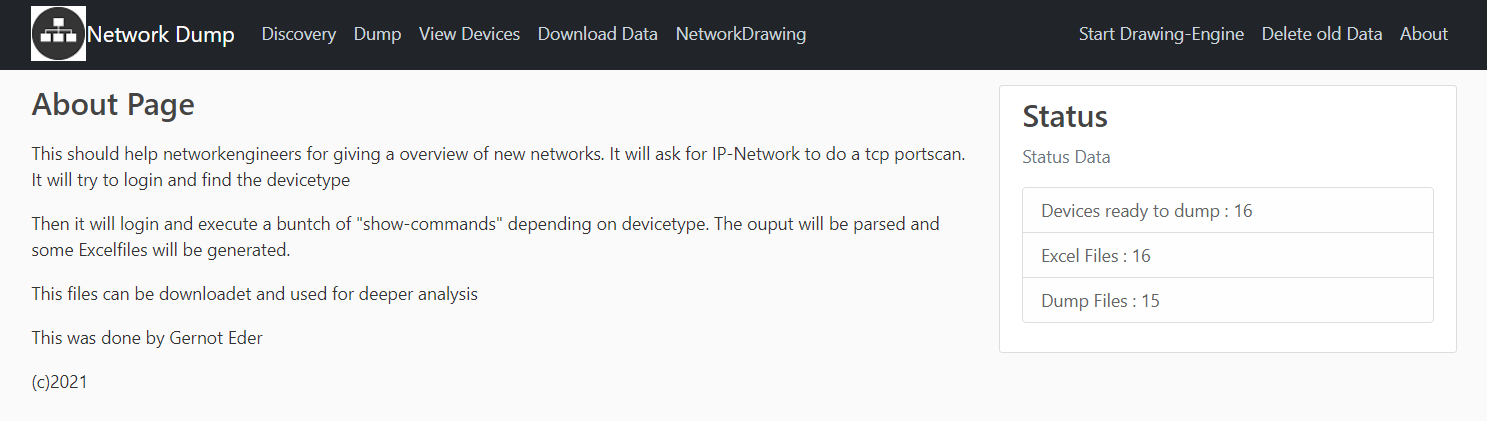 Network Dump Discovery Dump View Devices Download Data NetworkDrawing Start Drawing-Engine Delete old Data About
About Page
This should help networkengineers for giving a overview of new networks. It will ask for IP-Network to do a tcp portscan.
It will try to login and find the devicetype
Then it will login and execute a buntch of "show-commands" depending on devicetype. The ouput will be parsed and
some Excelfiles will be generated.
This files can be downloadet and used for deeper analysis
This was done by Gernot Eder
(c)2021
Status
Status Data
Devices ready to dump : 16
Excel Files : 16
Dump Files : 15